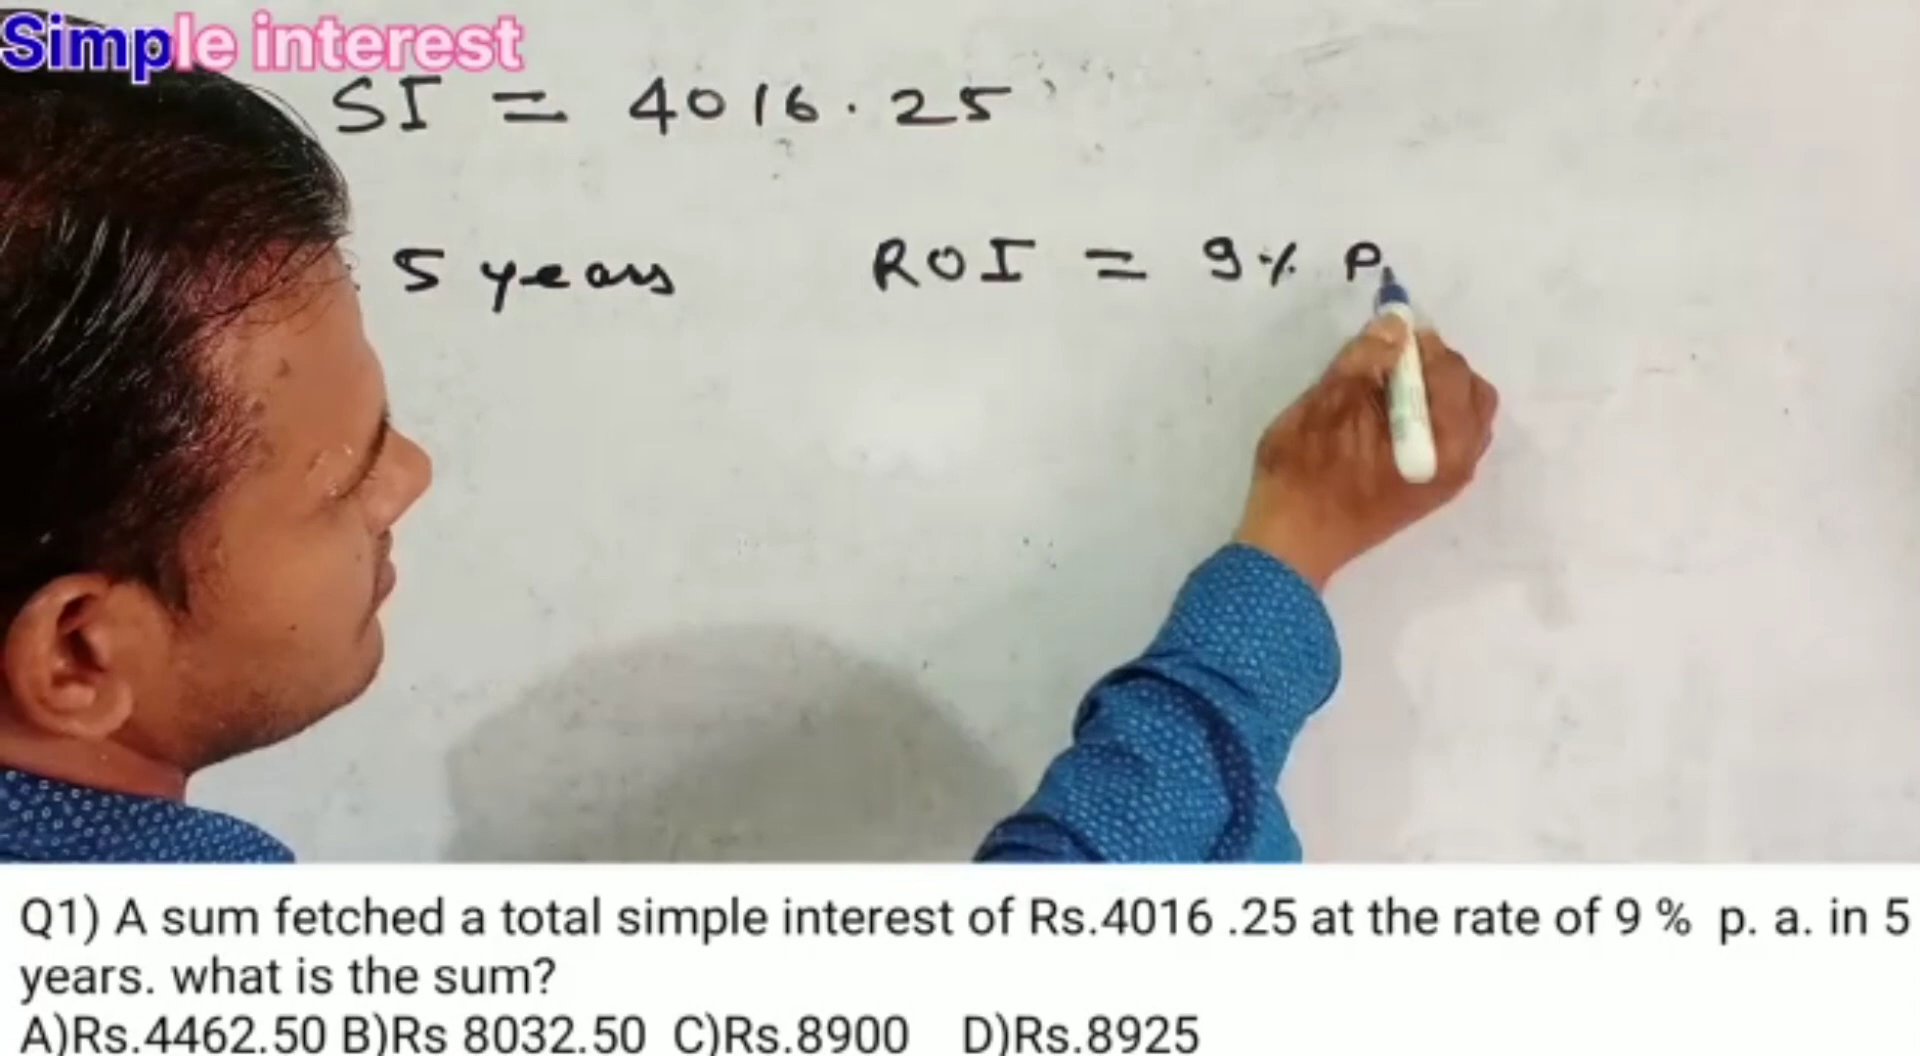 Simple interest
SI = 4016.25
5 years ROI = 9% P.
Q1) A sum fetched a total simple interest of Rs.4016 .25 at the rate of 9 % p. a. in 5
years. what is the sum?
A)Rs.4462.50 B)Rs 8032.50 C)Rs.8900 D)Rs.8925